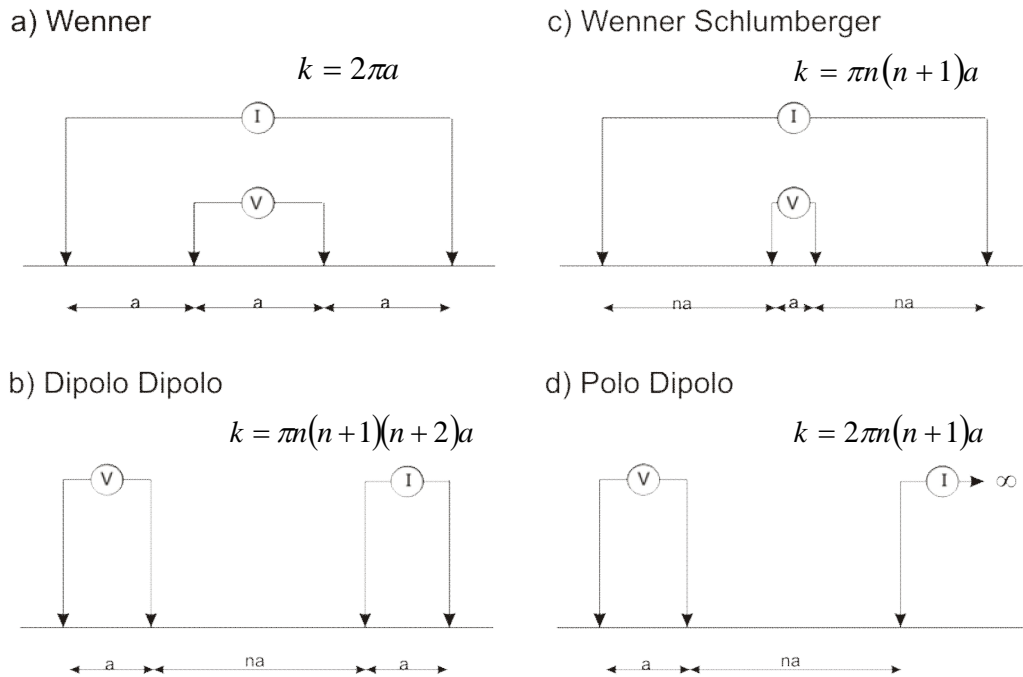 a) Wenner
k = 2πa
I
V
a a a
c) Wenner Schlumberger
k = πn(n + 1)a
I
V
na a na
b) Dipolo Dipolo
k = πn(n + 1)(n + 2)a
V I
a na a
d) Polo Dipolo
k = 2πn(n + 1)a
V I ∞
a na